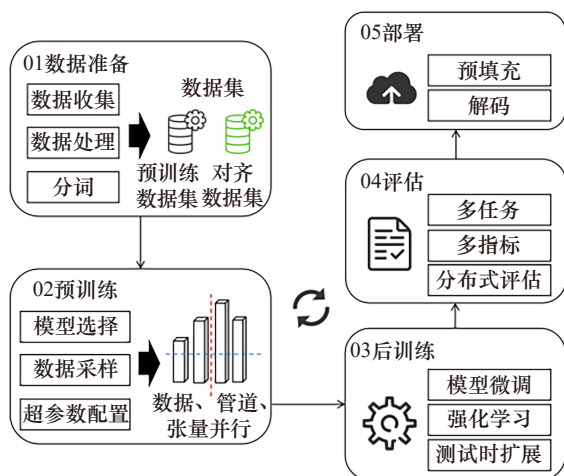 01数据准备
数据收集
数据处理
分词
数据集
预训练 对齐
数据集 数据集
02预训练
模型选择
数据采样
超参数配置
数据、管道、
张量并行
03后训练
模型微调
强化学习
测试时扩展
04评估
多任务
多指标
分布式评估
05部署
预填充
解码